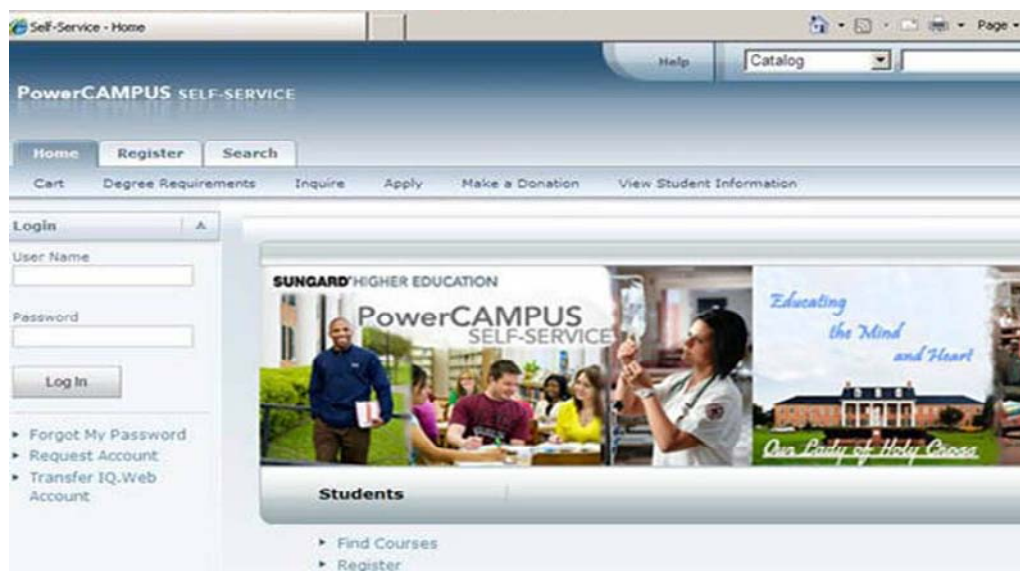 Self-Service - Home
Page
Help
Catalog
PowerCAMPUS SELF-SERVICE
Home Register Search
Cart Degree Requirements Inquire Apply Make a Donation View Student Information
Login
User Name
Password
Log In
Forgot My Password
Request Account
Transfer IQ.Web
Account
SUNGARD HIGHER EDUCATION
PowerCAMPUS
SELF-SERVICE
Educating
the Mind
and Heart
Our Lady of Holy Cross
Students
Find Courses
Register